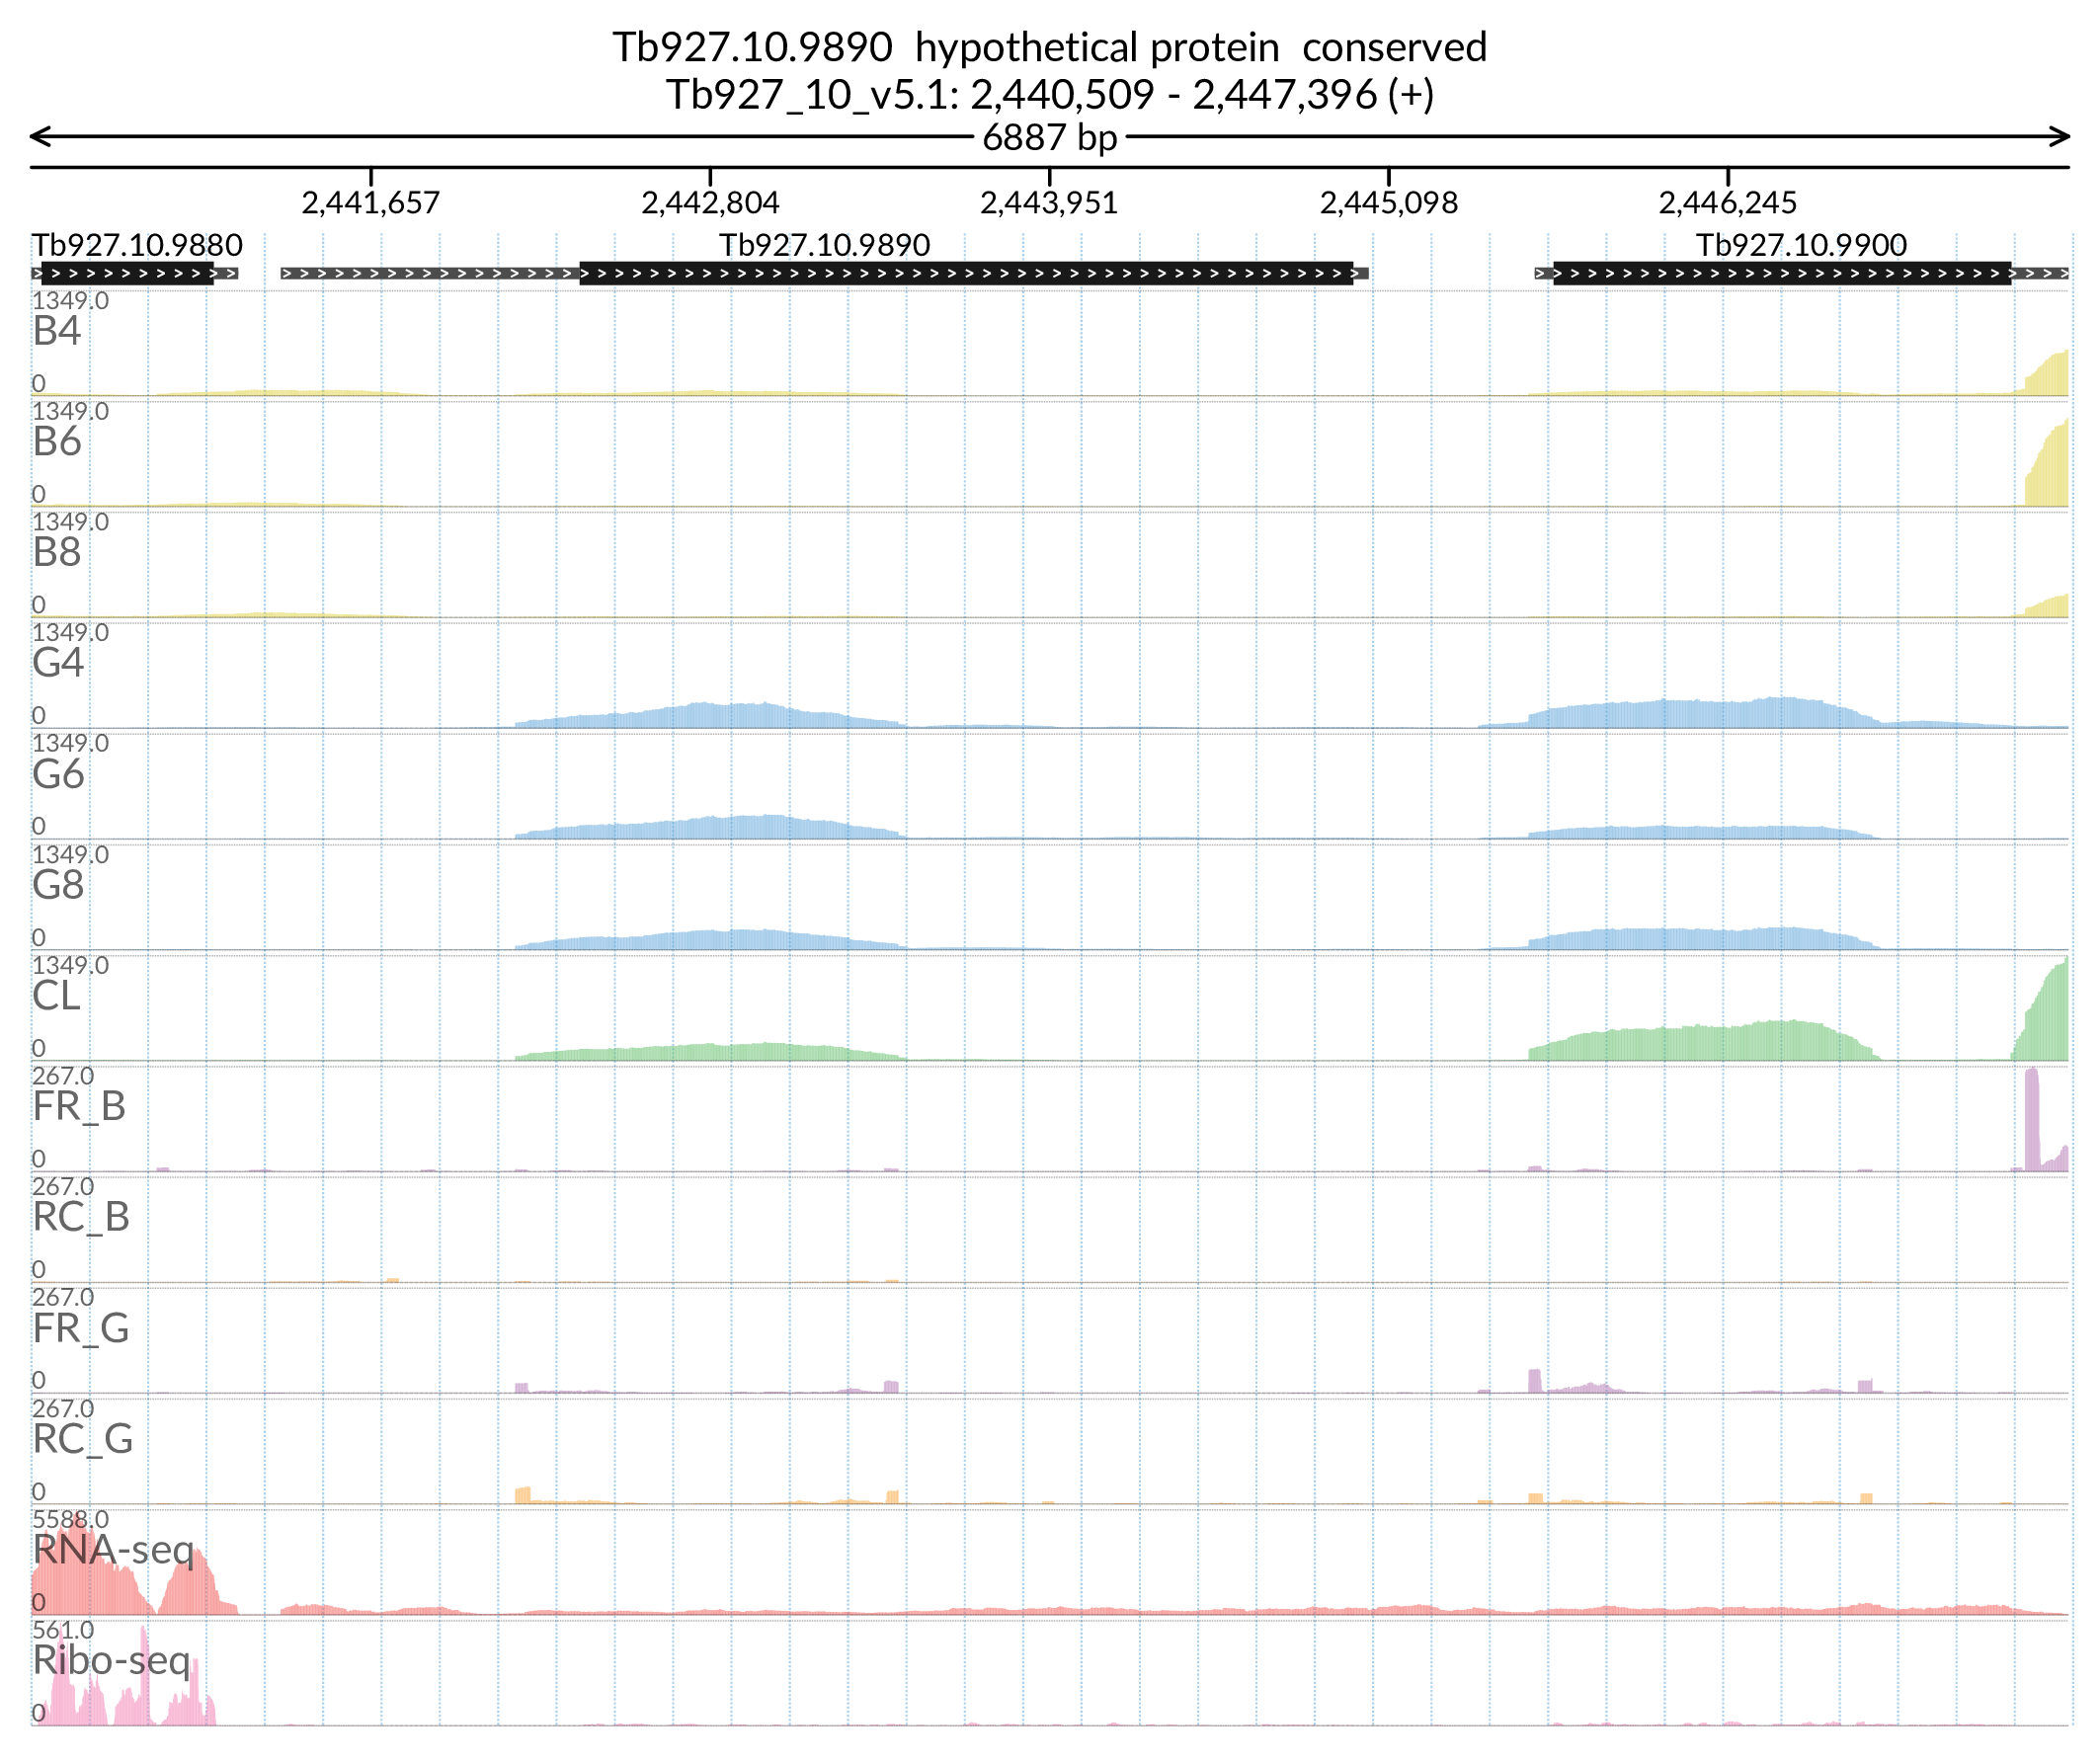 Tb927.10.9890 hypothetical protein conserved
Tb927_10_v5.1: 2,440,509 - 2,447,396 (+)
6887 bp
2,441,657 2,442,804 2,443,951 2,445,098 2,446,245
Tb927.10.9880 Tb927.10.9890 Tb927.10.9900
1349.0
B4
0
1349.0
B6
0
1349.0
B8
0
1349.0
G4
0
1349.0
G6
0
1349.0
G8
0
1349.0
CL
0
267.0
FR_B
0
267.0
RC_B
0
267.0
FR_G
0
267.0
RC_G
0
5588.0
RNA-seq
0
561.0
Ribo-seq
0